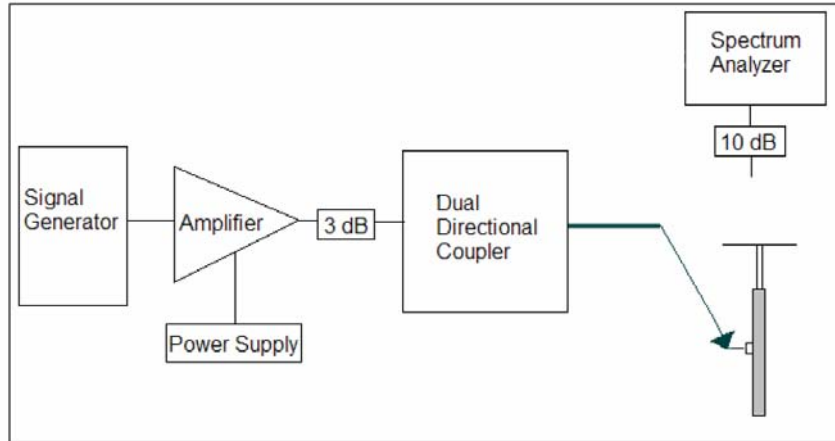 Spectrum
Analyzer
10 dB
Signal
Generator
Amplifier
3 dB
Dual
Directional
Coupler
Power Supply